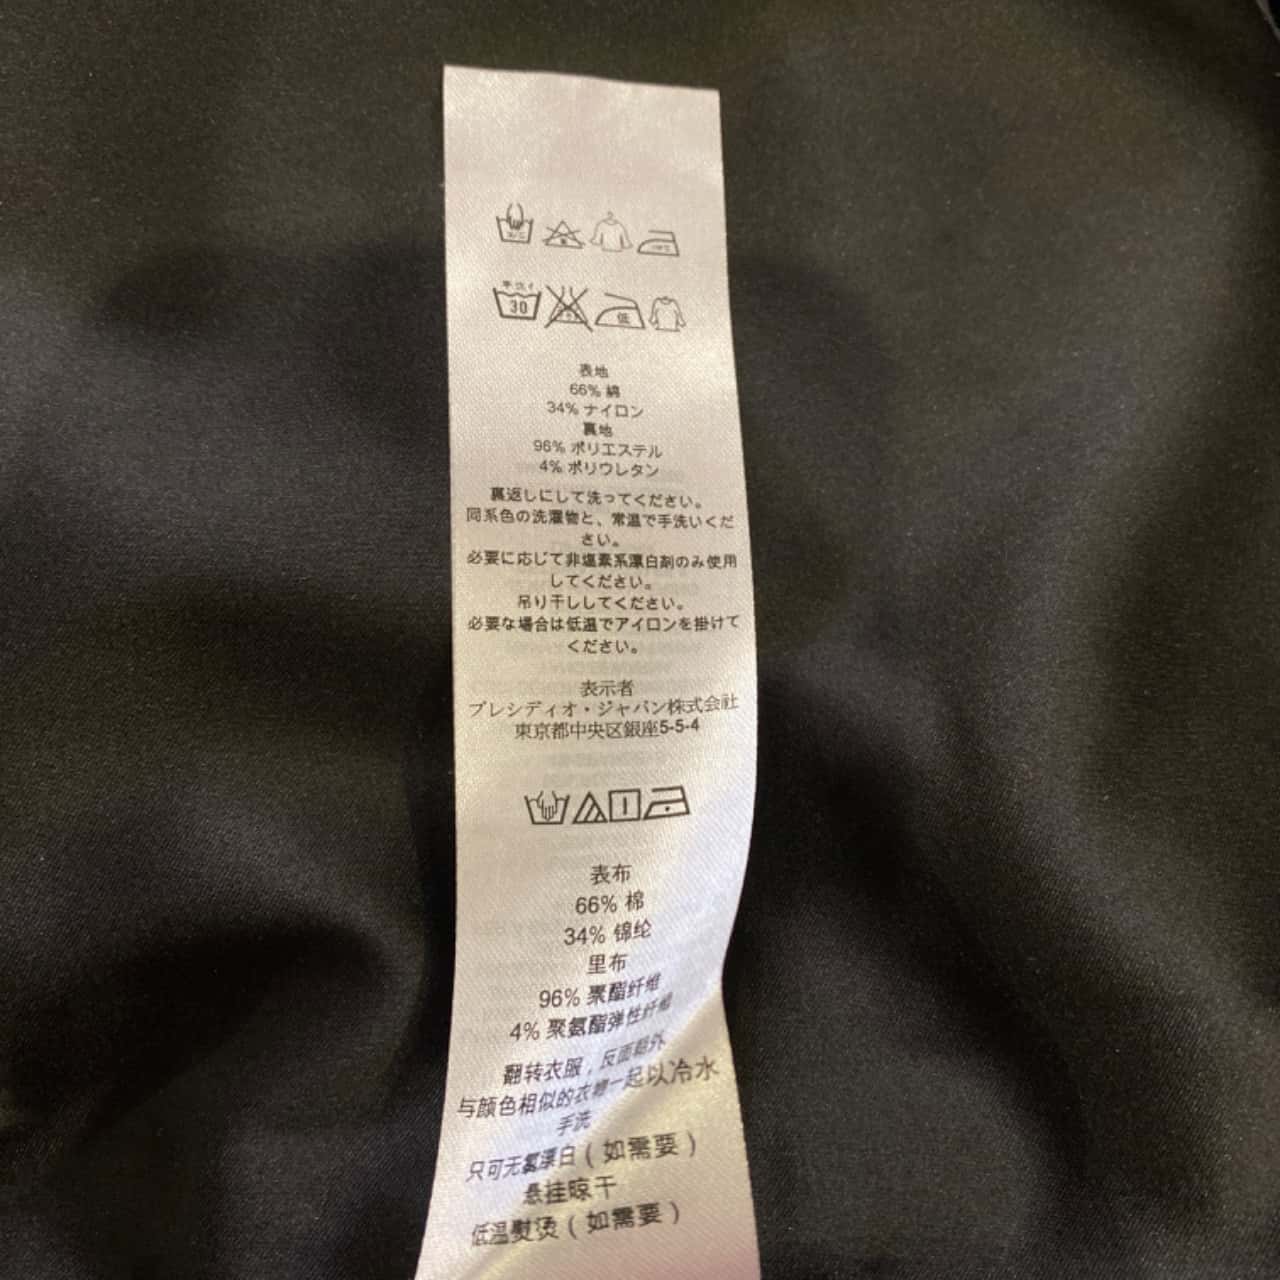 手洗イ
30
低
表地
66% 綿
34% ナイロン
裏地
96% ポリエステル
4% ポリウレタン
裏返しにして洗ってください。
同系色の洗濯物と、常温で手洗いくだ
さい。
必要に応じて非塩素系漂白剤のみ使用
してください。
吊り干ししてください。
必要な場合は低温でアイロンを掛けて
ください。
表示者
プレシディオ・ジャパン株式会社
東京都中央区銀座5-5-4
表布
66% 棉
34% 锦纶
里布
96% 聚酯纤维
4% 聚氨酯弹性纤维
翻转衣服，反面朝外
与颜色相似的衣物一起以冷水
手洗
只可无氯漂白（如需要）
悬挂晾干
低温熨烫（如需要）